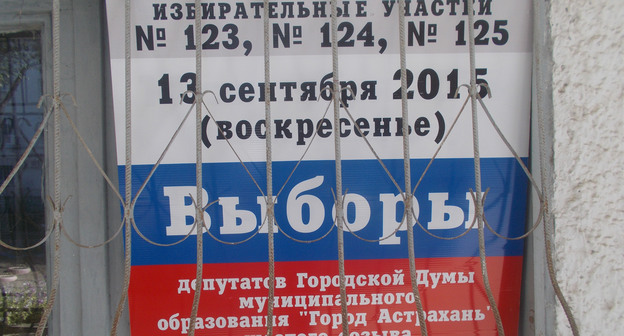 ИЗБИРАТЕЛЬНЫЕ УЧАСТКИ
№ 123, № 124, № 125
13 сентября 2015
(воскресенье)
Выборы
депутатов Городской Думы
муниципального
образования "Город Астрахань"
созыва